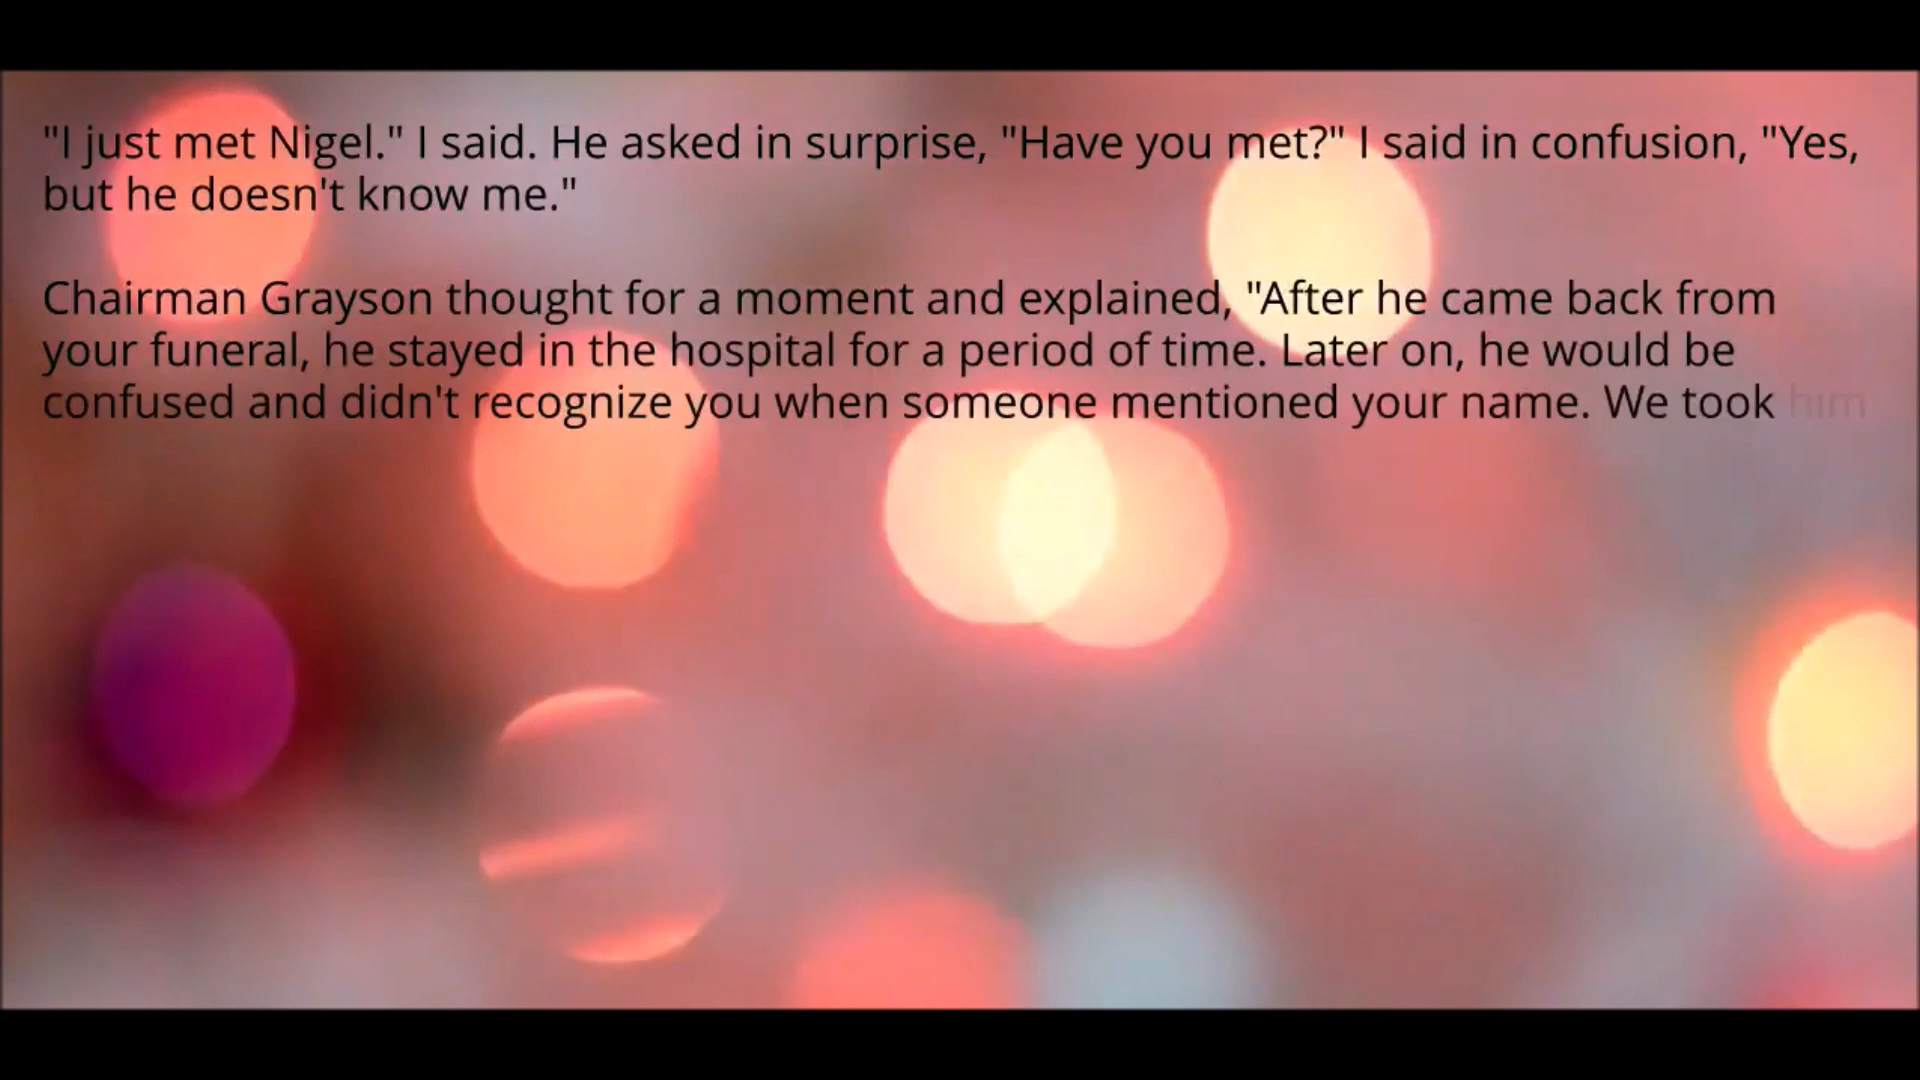 "I just met Nigel." I said. He asked in surprise, "Have you met?" I said in confusion, "Yes,
but he doesn't know me."
Chairman Grayson thought for a moment and explained, "After he came back from
your funeral, he stayed in the hospital for a period of time. Later on, he would be
confused and didn't recognize you when someone mentioned your name. We took him